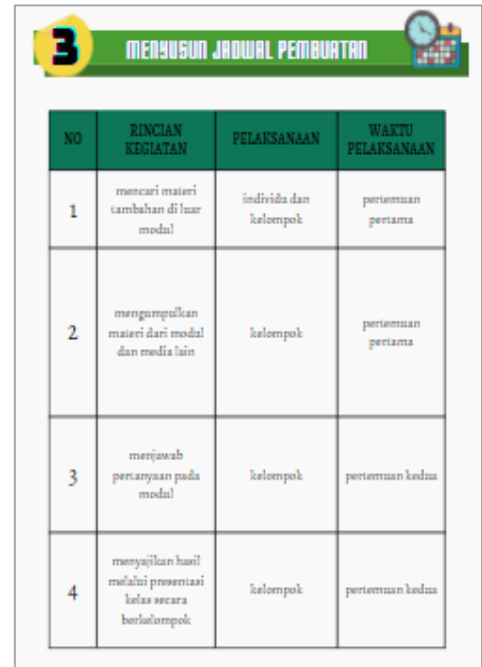 3
MENYUSUN JADWAL PEMBUATAN
NO
RINCIAN
KEGIATAN
PELAKSANAAN
WAKTU
PELAKSANAAN
1
mencari materi
tambahan di luar
modul
individu dan
kelompok
pertemuan
pertama
2
mengumpulkan
materi dari modul
dan media lain
kelompok
pertemuan
pertama
3
menjawab
pertanyaan pada
modul
kelompok
pertemuan kedua
4
menyajikan hasil
melalui presentasi
kelas secara
berkelompok
kelompok
pertemuan kedua